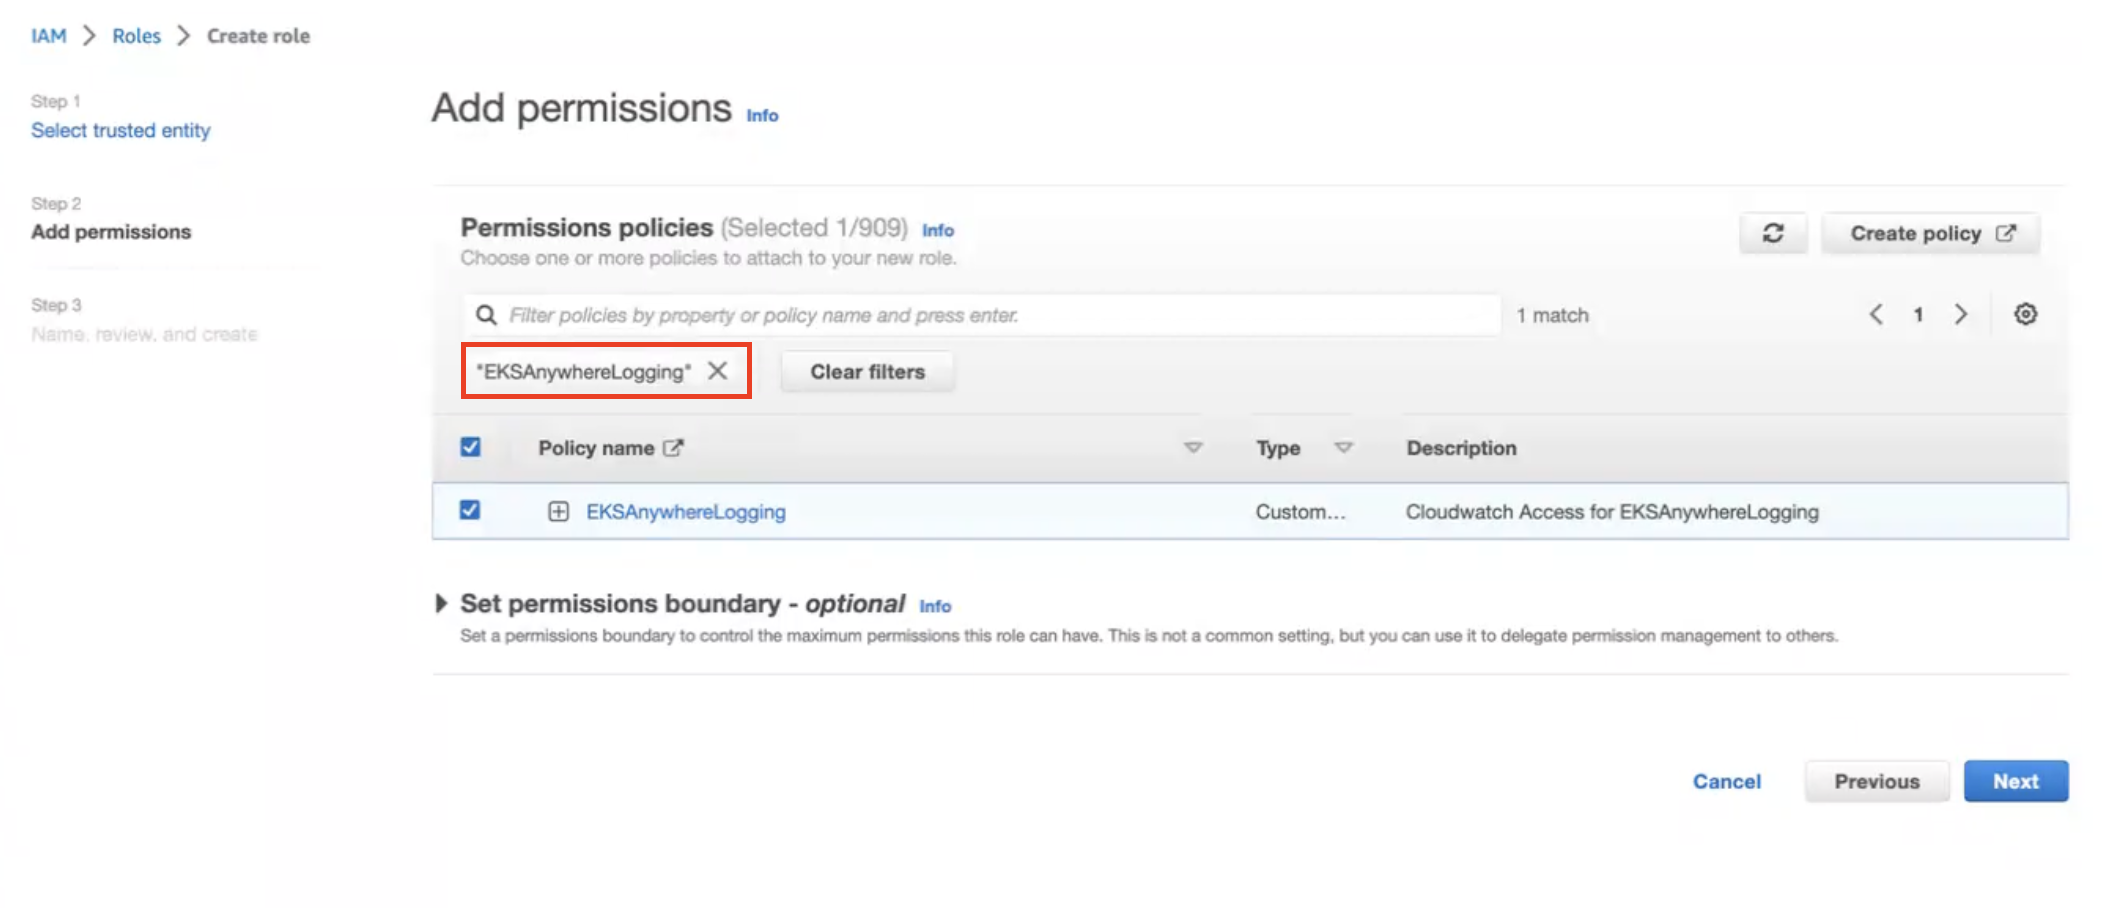 IAM > Roles > Create role
Step 1
Select trusted entity
Step 2
Add permissions
Step 3
Name, review, and create
Add permissions Info
Permissions policies (Selected 1/909) Info
Choose one or more policies to attach to your new role.
Create policy
Filter policies by property or policy name and press enter.
1 match
1
"EKSAnywhereLogging"
Clear filters
Policy name Type Description
EKSAnywhereLogging Custom... Cloudwatch Access for EKSAnywhereLogging
Set permissions boundary - optional Info
Set a permissions boundary to control the maximum permissions this role can have. This is not a common setting, but you can use it to delegate permission management to others.
Cancel Previous Next